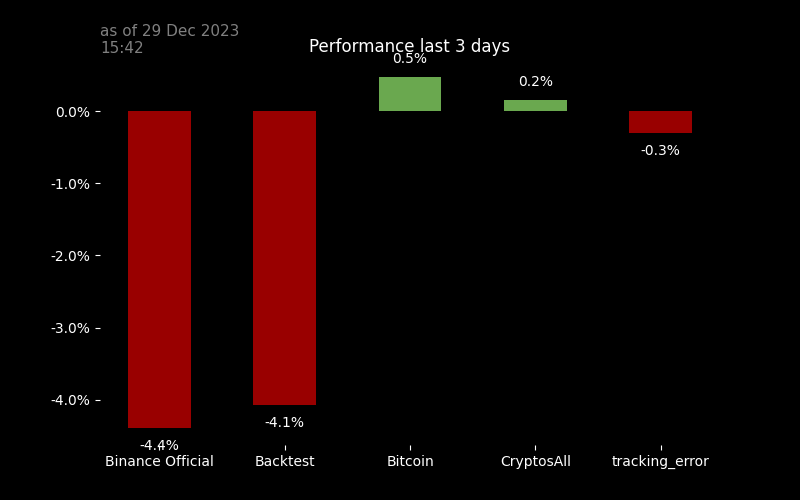 as of 29 Dec 2023
15:42
Performance last 3 days
0.5%
0.2%
0.0%
-0.3%
-1.0%
-2.0%
-3.0%
-4.0%
-4.1%
-4.4%
Binance Official
Backtest
Bitcoin
CryptosAll
tracking_error